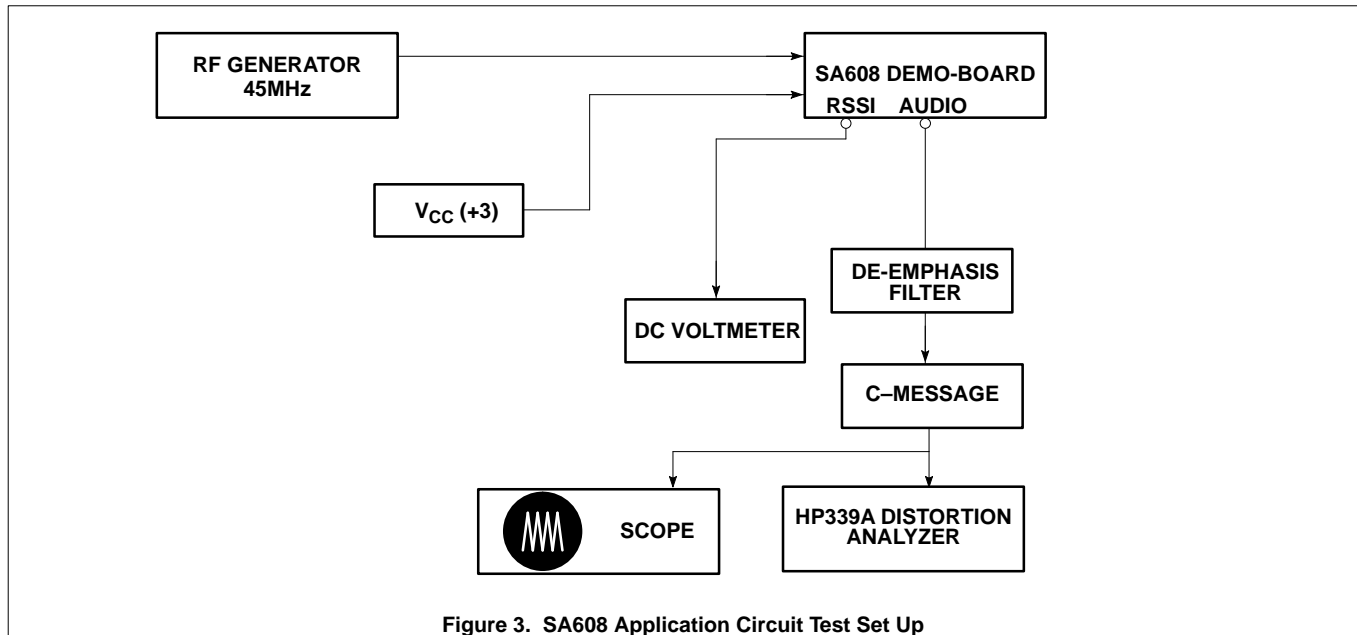 RF GENERATOR
45MHz
SA608 DEMO-BOARD
RSSI AUDIO
VCC (+3)
DE-EMPHASIS
FILTER
DC VOLTMETER
C–MESSAGE
SCOPE
HP339A DISTORTION
ANALYZER
Figure 3. SA608 Application Circuit Test Set Up